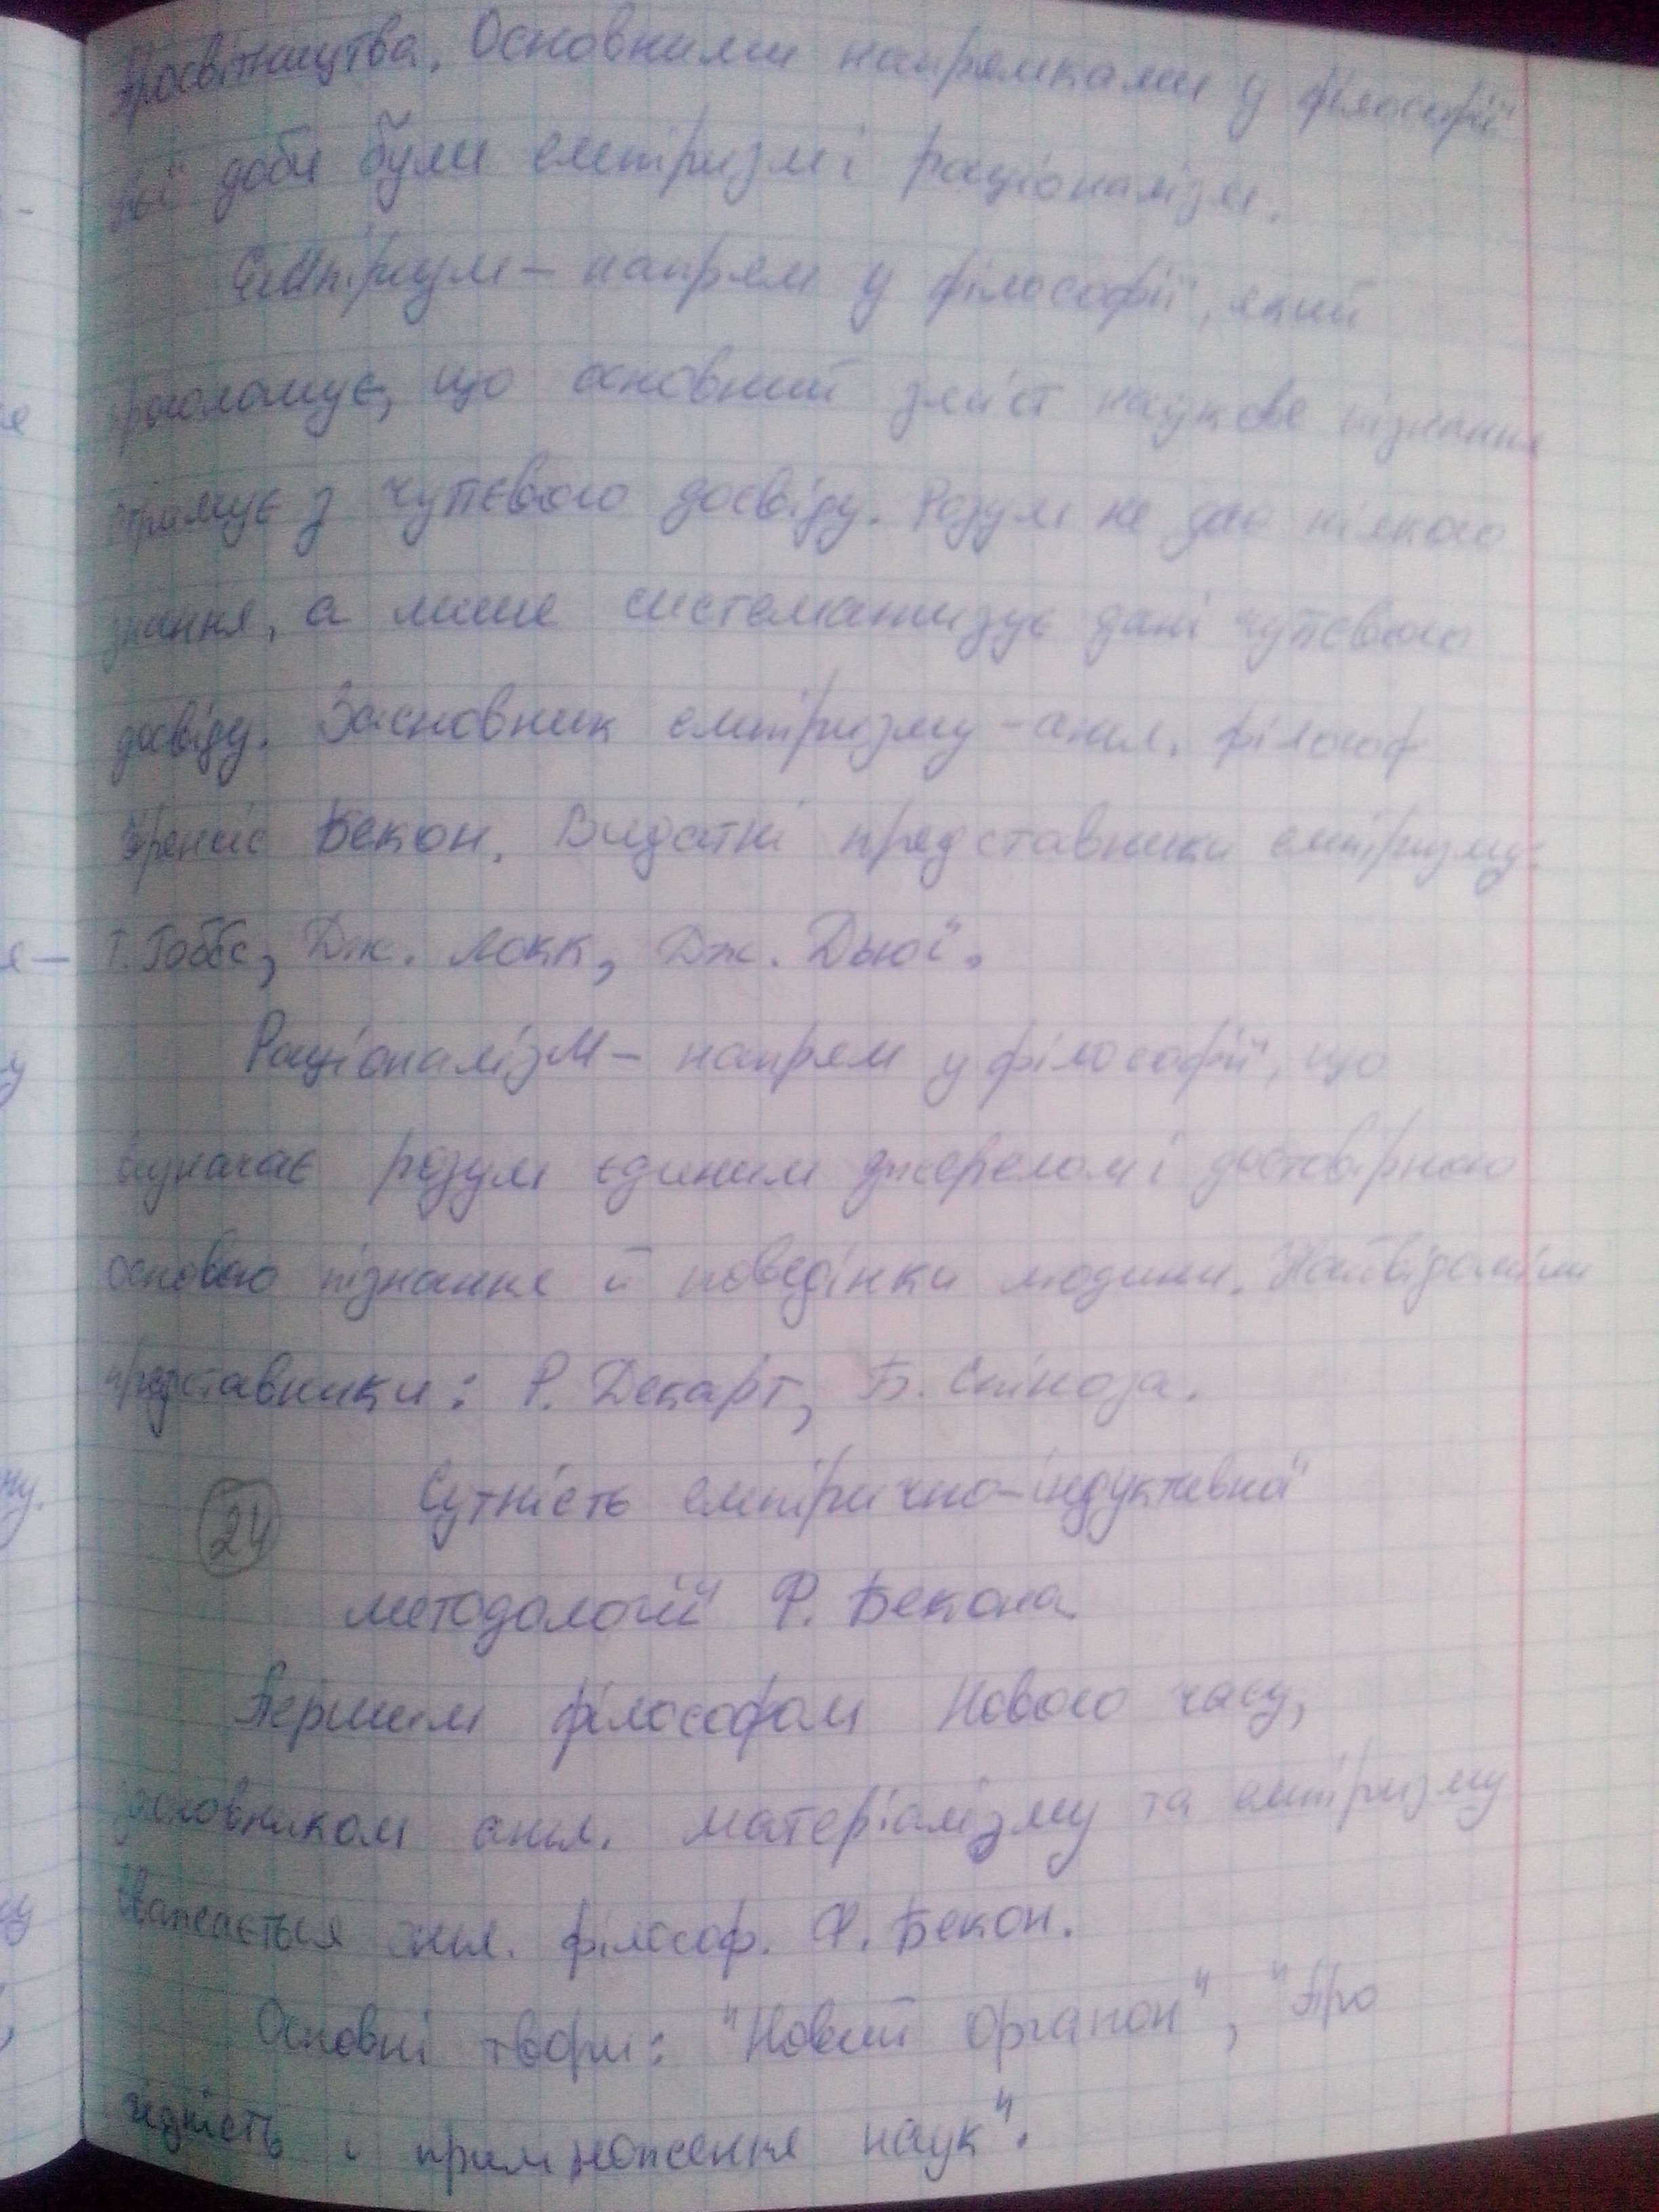 Просвітництва. Основними напрямками у філософії
цієї доби були емпіризм і раціоналізм.
Емпіризм – напрям у філософії, який
проголошує, що основний зміст наукове пізнання
отримує з чуттєвого досвіду. Розум не дає ніякого
знання, а лише систематизує дані чуттєвого
досвіду. Засновник емпіризму – англ. філософ
Френсіс Бекон. Видатні представники емпіризму:
Т. Гоббс, Дж. Локк, Дж. Дьюї.
Раціоналізм – напрям у філософії, що
визначає розум єдиним джерелом і достовірною
основою пізнання й поведінки людини. Найвідоміші
представники: Р. Декарт, Б. Спіноза.
24 Сутність емпірично-індуктивної
методології Ф. Бекона
Першим філософом Нового часу,
засновником англ. матеріалізму та емпіризму
вважається англ. філософ. Ф. Бекон.
Основні твори: "Новий Органон", "Про
гідність і примноження наук".